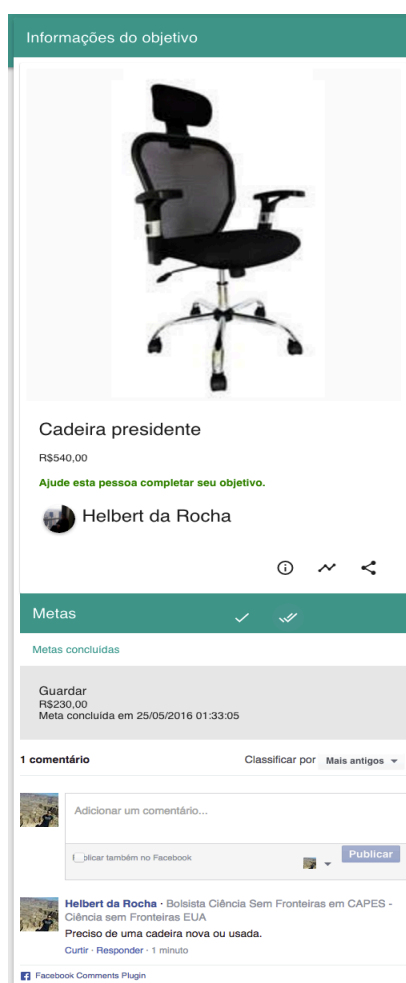 Informações do objetivo
Cadeira presidente
R$540,00
Ajude esta pessoa completar seu objetivo.
Helbert da Rocha
Metas
Metas concluidas
Guardar
R$230,00
Meta concluida em 25/05/2016 01:33:05
1 comentário Classificar por Mais antigos
Adicionar um comentário...
blicar também no Facebook
Publicar
Helbert da Rocha · Bolsista Ciência Sem Fronteiras em CAPES -
Ciência sem Fronteiras EUA
Preciso de uma cadeira nova ou usada.
Curtir · Responder · 1 minuto
Facebook Comments Plugin